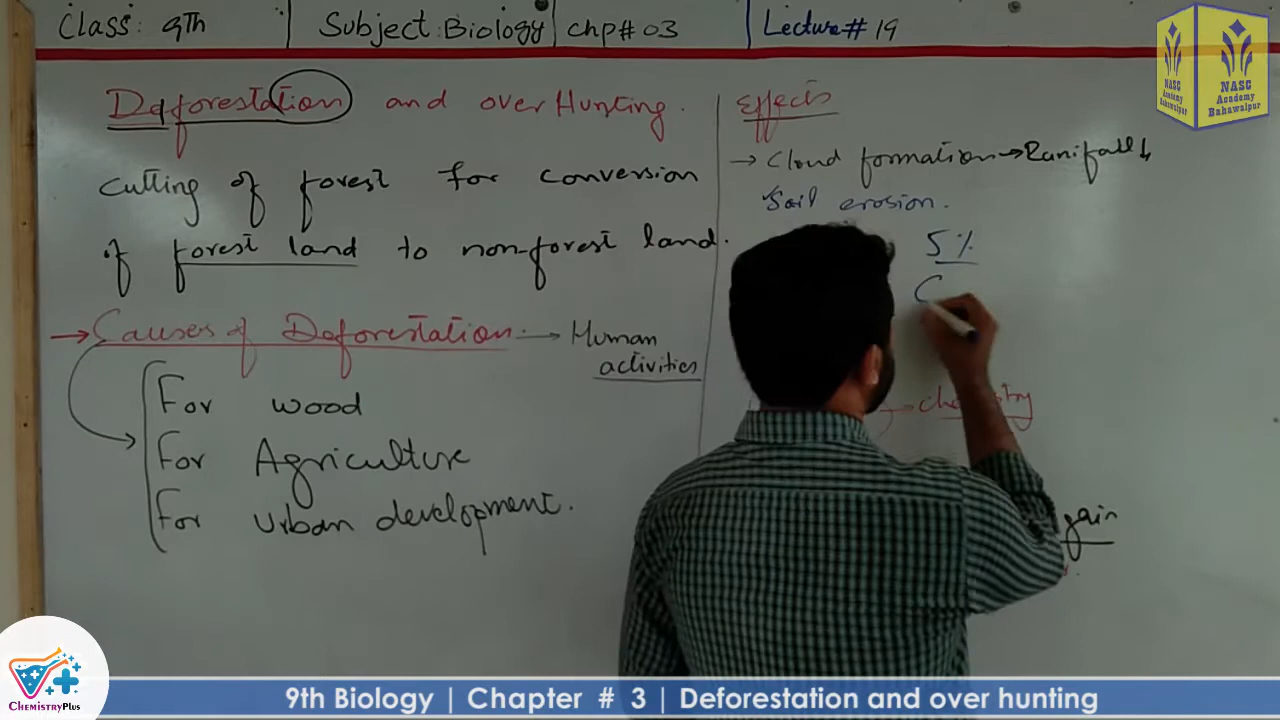 Class: 9Th | Subject: Biology | Chp# 03 | Lecture# 19
Deforestation and over Hunting.
Cutting of forest for conversion
of forest land to non-forest land.
→ Causes of Deforestation. → Human
activities
For wood
For Agriculture
For Urban development.
Effects
→ Cloud formation → Ranifall ↓
Soil erosion.
5%
C
→ chemistry
gain
NASC
Academy
Bahawalpur
NASC
Academy
Bahawalpur
ChemistryPlus
9th Biology | Chapter # 3 | Deforestation and over hunting